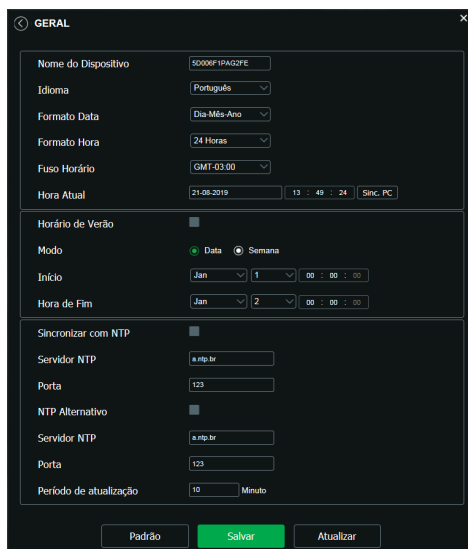 GERAL
Nome do Dispositivo 5D006F1PAG2FE
Idioma Português
Formato Data Dia-Mês-Ano
Formato Hora 24 Horas
Fuso Horário GMT-03:00
Hora Atual 21-08-2019 13 : 49 : 24 Sinc. PC
Horário de Verão
Modo Data Semana
Início Jan 1 00 : 00 : 00
Hora de Fim Jan 2 00 : 00 : 00
Sincronizar com NTP
Servidor NTP a.ntp.br
Porta 123
NTP Alternativo
Servidor NTP a.ntp.br
Porta 123
Período de atualização 10 Minuto
Padrão Salvar Atualizar